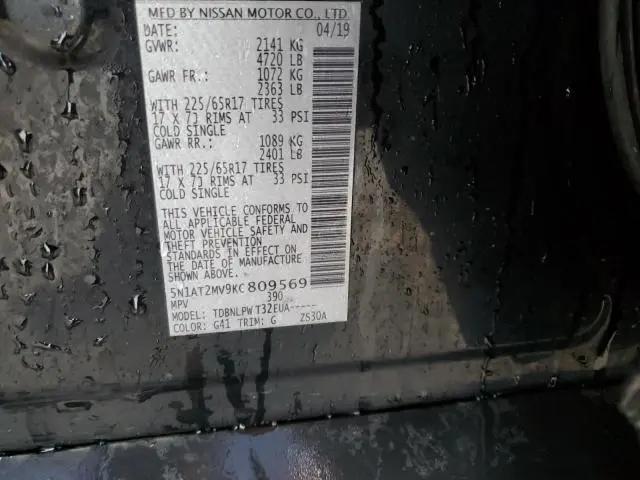 MFD BY NISSAN MOTOR CO., LTD.
DATE: 04/19
GVWR: 2141 KG
4720 LB
GAWR FR.: 1072 KG
2363 LB
WITH 225/65R17 TIRES
17 X 7J RIMS AT 33 PSI
COLD SINGLE
GAWR RR.: 1089 KG
2401 LB
WITH 225/65R17 TIRES
17 X 7J RIMS AT 33 PSI
COLD SINGLE
THIS VEHICLE CONFORMS TO
ALL APPLICABLE FEDERAL
MOTOR VEHICLE SAFETY AND
THEFT PREVENTION
STANDARDS IN EFFECT ON
THE DATE OF MANUFACTURE
SHOWN ABOVE.
5N1AT2MV9KC809569
MPV 390
MODEL: TDBNLPW T32EUA-----
COLOR: G41 TRIM: G ZS30A